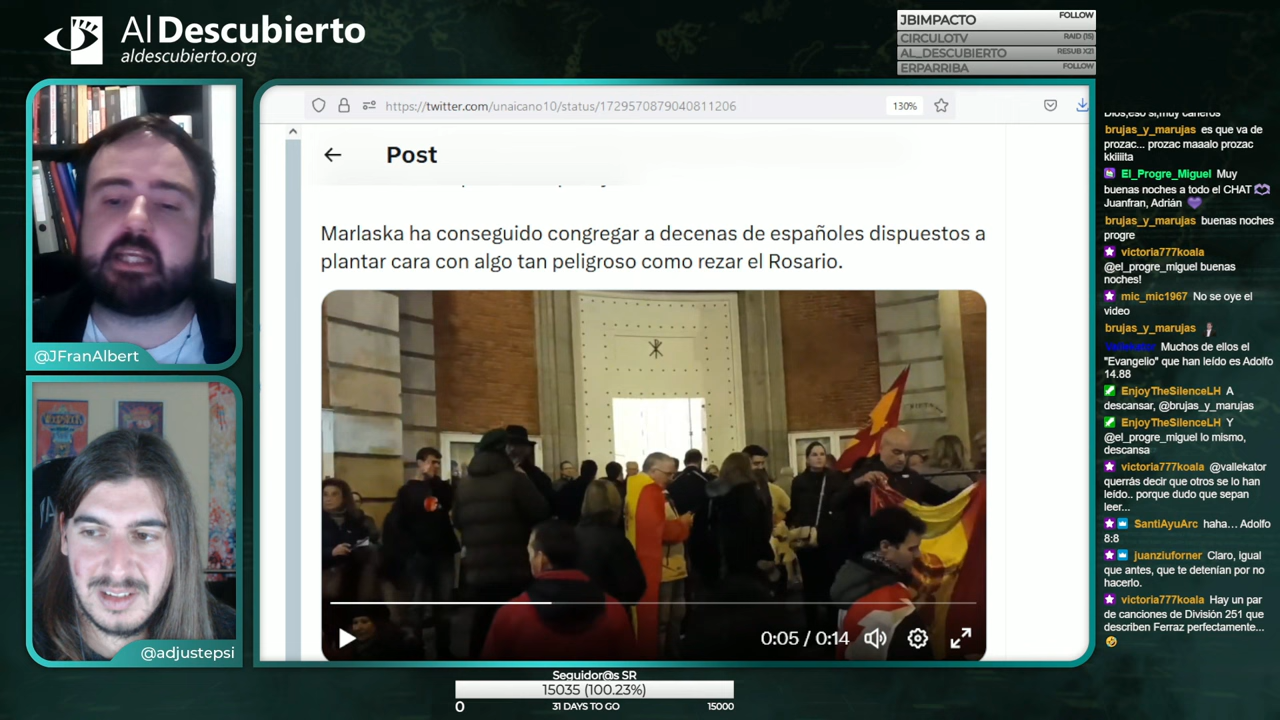 Al Descubierto
aldescubierto.org
JBIMPACTO FOLLOW
CIRCULOTV RAID (15)
AL_DESCUBIERTO RESUB X21
ERPARRIBA FOLLOW
https://twitter.com/unaicano10/status/1729570879040811206
130%
Post
Marlaska ha conseguido congregar a decenas de españoles dispuestos a
plantar cara con algo tan peligroso como rezar el Rosario.
0:05 / 0:14
@JFranAlbert
@adjustepsi
Dios,eso si,muy cañeros
brujas_y_marujas es que va de
prozac... prozac maaalo prozac
kkiiiita
El_Progre_Miguel Muy
buenas noches a todo el CHAT
Juanfran, Adrián
brujas_y_marujas buenas noches
progre
victoria777koala
@el_progre_miguel buenas
noches!
mic_mic1967 No se oye el
video
brujas_y_marujas
Muchos de ellos el
"Evangelio" que han leído es Adolfo
14.88
EnjoyTheSilenceLH A
descansar, @brujas_y_marujas
EnjoyTheSilenceLH Y
@el_progre_miguel lo mismo,
descansa
victoria777koala @vallekator
querrás decir que otros se lo han
leído.. porque dudo que sepan
leer...
SantiAyuArc haha... Adolfo
8:8
juanziuforner Claro, igual
que antes, que te detenían por no
hacerlo.
victoria777koala Hay un par
de canciones de División 251 que
describen Ferraz perfectamente...
Seguidor@s SR
15035 (100.23%)
0 31 DAYS TO GO 15000